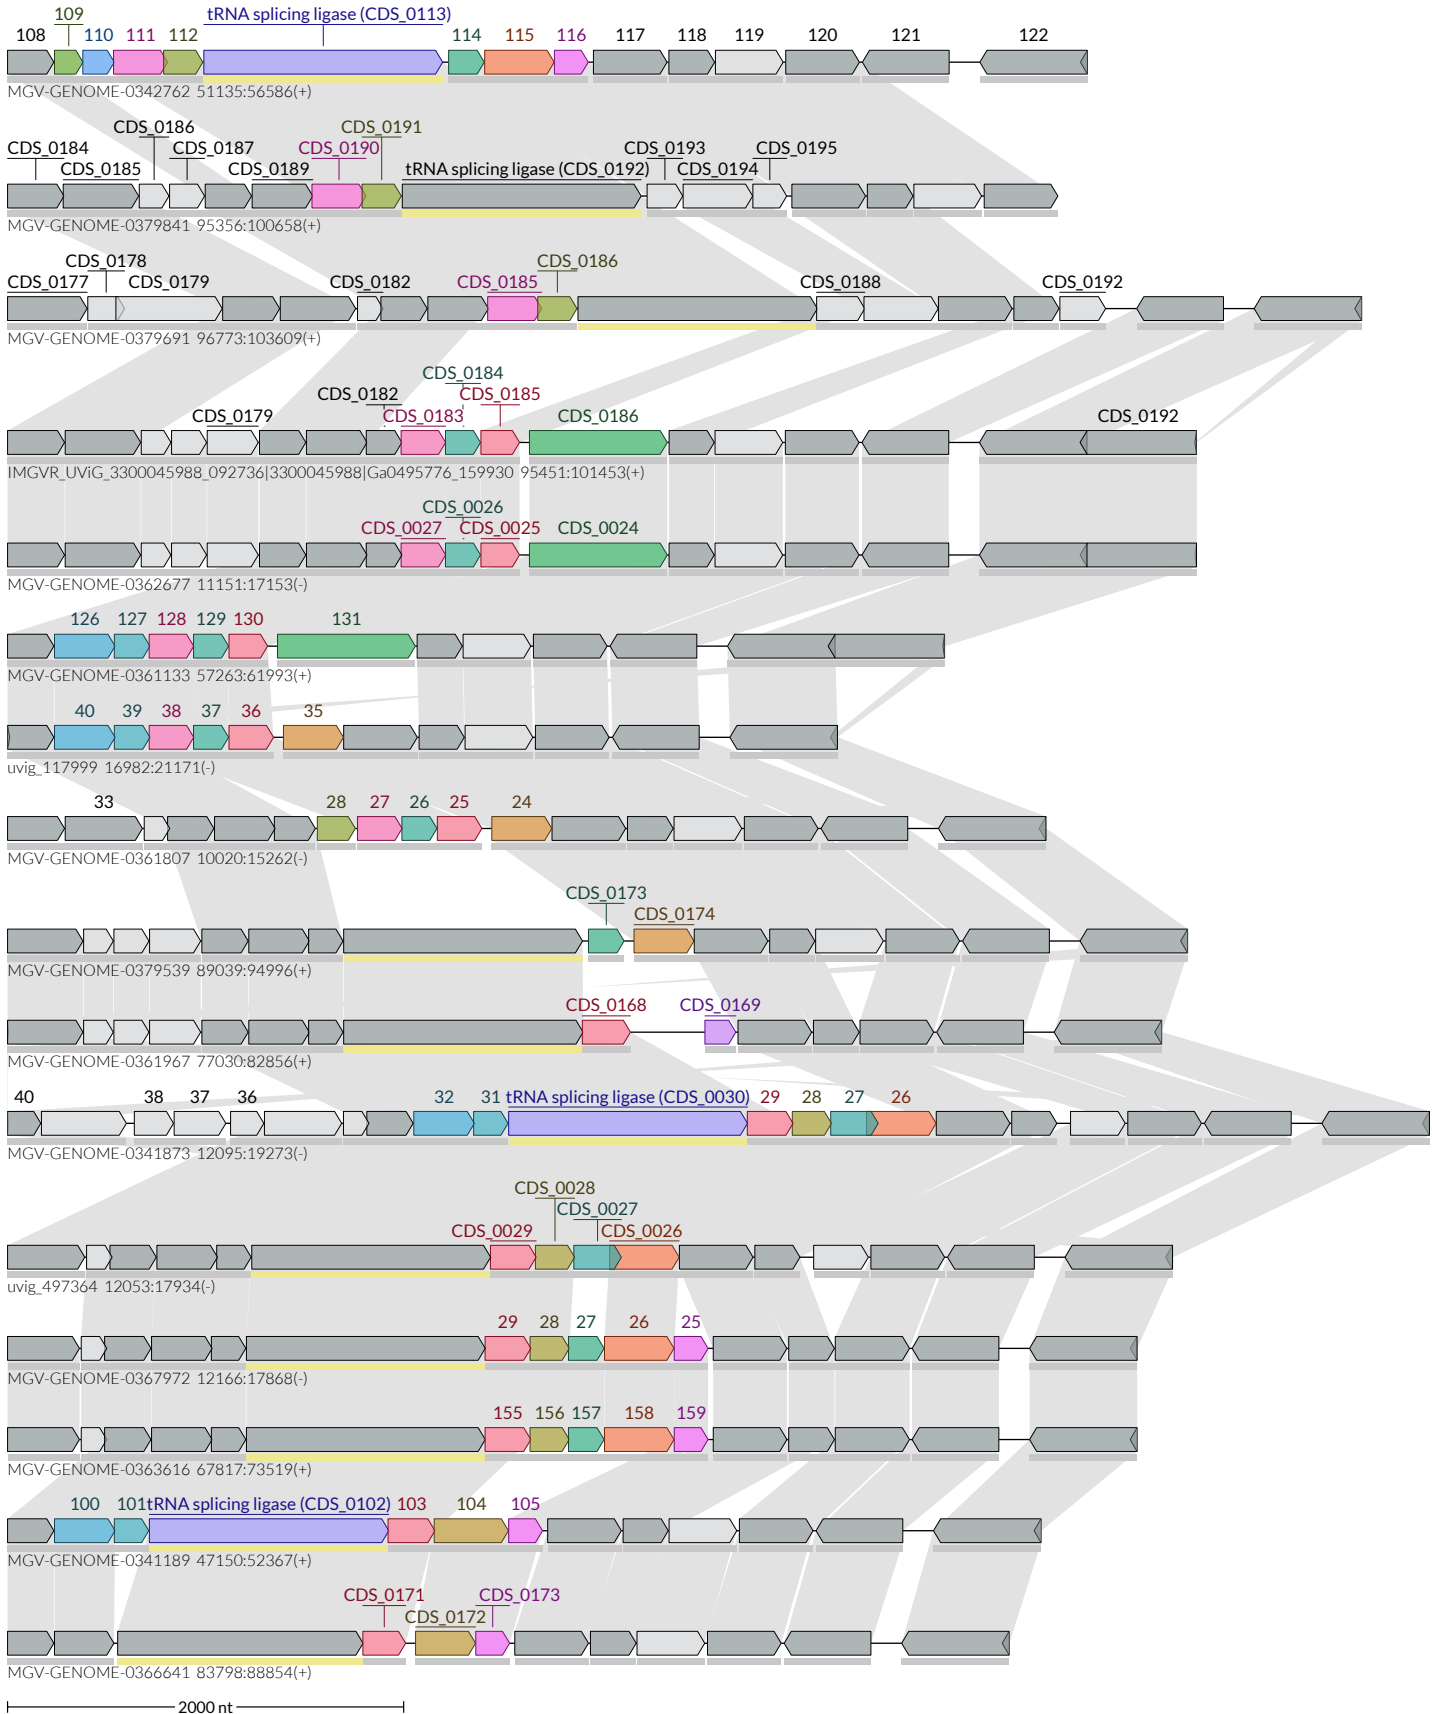 109 tRNA splicing ligase (CDS_0113)
108 110 111 112 114 115 116 117 118 119 120 121 122
MGV-GENOME-0342762 51135:56586(+)
CDS_0186 CDS_0191
CDS_0184 CDS_0187 CDS_0190 CDS_0193 CDS_0195
CDS_0185 CDS_0189 tRNA splicing ligase (CDS_0192) CDS_0194
MGV-GENOME-0379841 95356:100658(+)
CDS_0178 CDS_0186
CDS_0177 CDS_0179 CDS_0182 CDS_0185 CDS_0188 CDS_0192
MGV-GENOME-0379691 96773:103609(+)
CDS_0184
CDS_0182 CDS_0185
CDS_0179 CDS_0183 CDS_0186 CDS_0192
IMGVR_UViG_3300045988_092736|3300045988|Ga0495776_159930 95451:101453(+)
CDS_0026
CDS_0027 CDS_0025 CDS_0024
MGV-GENOME-0362677 11151:17153(-)
126 127 128 129 130 131
MGV-GENOME-0361133 57263:61993(+)
40 39 38 37 36 35
uvig_117999 16982:21171(-)
33 28 27 26 25 24
MGV-GENOME-0361807 10020:15262(-)
CDS_0173
CDS_0174
MGV-GENOME-0379539 89039:94996(+)
CDS_0168 CDS_0169
MGV-GENOME-0361967 77030:82856(+)
40 38 37 36 32 31 tRNA splicing ligase (CDS_0030) 29 28 27 26
MGV-GENOME-0341873 12095:19273(-)
CDS_0028
CDS_0027
CDS_0029 CDS_0026
uvig_497364 12053:17934(-)
29 28 27 26 25
MGV-GENOME-0367972 12166:17868(-)
155 156 157 158 159
MGV-GENOME-0363616 67817:73519(+)
100 101 tRNA splicing ligase (CDS_0102) 103 104 105
MGV-GENOME-0341189 47150:52367(+)
CDS_0171 CDS_0173
CDS_0172
MGV-GENOME-0366641 83798:88854(+)
2000 nt